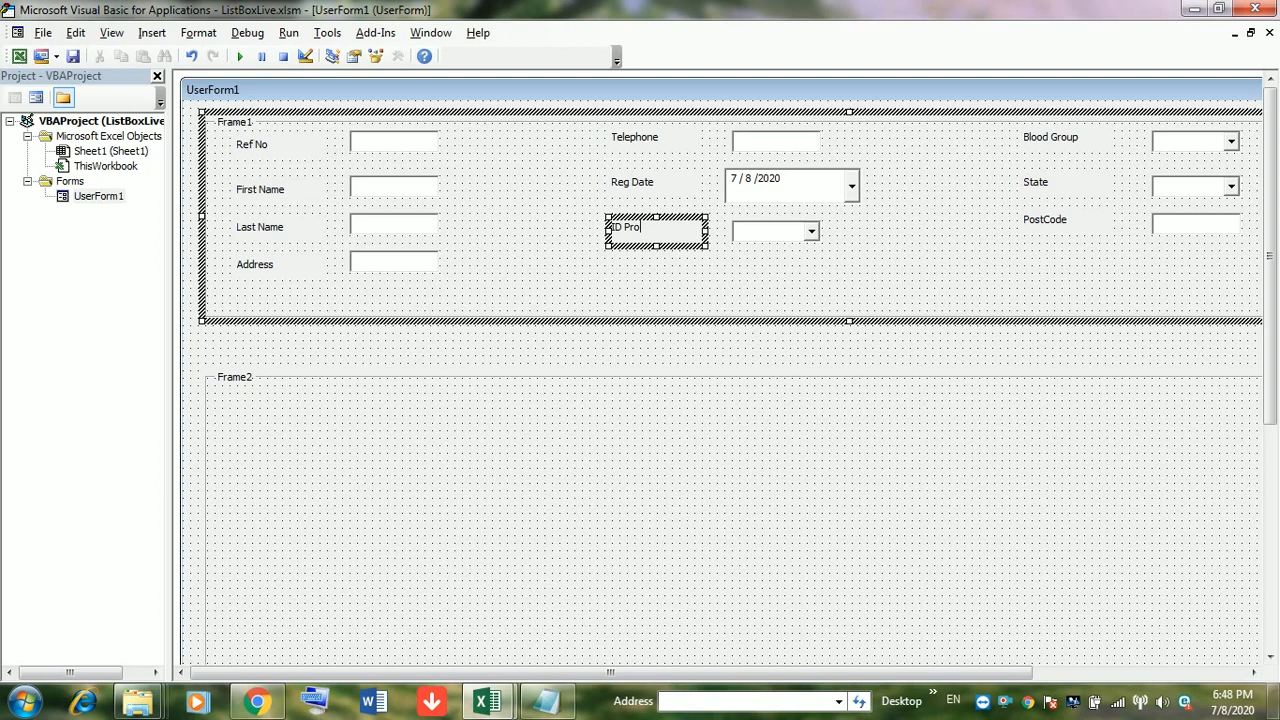 Microsoft Visual Basic for Applications - ListBoxLive.xlsm - [UserForm1 (UserForm)]
File Edit View Insert Format Debug Run Tools Add-Ins Window Help
Project - VBAProject
VBAProject (ListBoxLive
Microsoft Excel Objects
Sheet1 (Sheet1)
ThisWorkbook
Forms
UserForm1
UserForm1
Frame1
Ref No Telephone Blood Group
First Name Reg Date 7 / 8 /2020 State
Last Name ID Pro PostCode
Address
Frame2
Address Desktop » EN 6:48 PM
7/8/2020